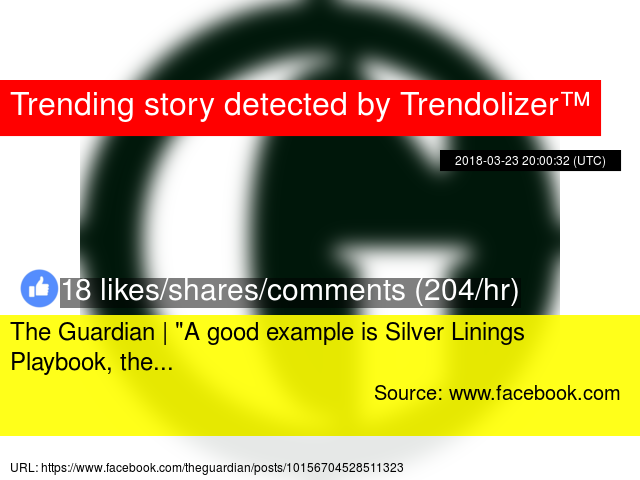 Trending story detected by Trendolizer™
2018-03-23 20:00:32 (UTC)
18 likes/shares/comments (204/hr)
The Guardian | "A good example is Silver Linings
Playbook, the...
Source: www.facebook.com
URL: https://www.facebook.com/theguardian/posts/10156704528511323